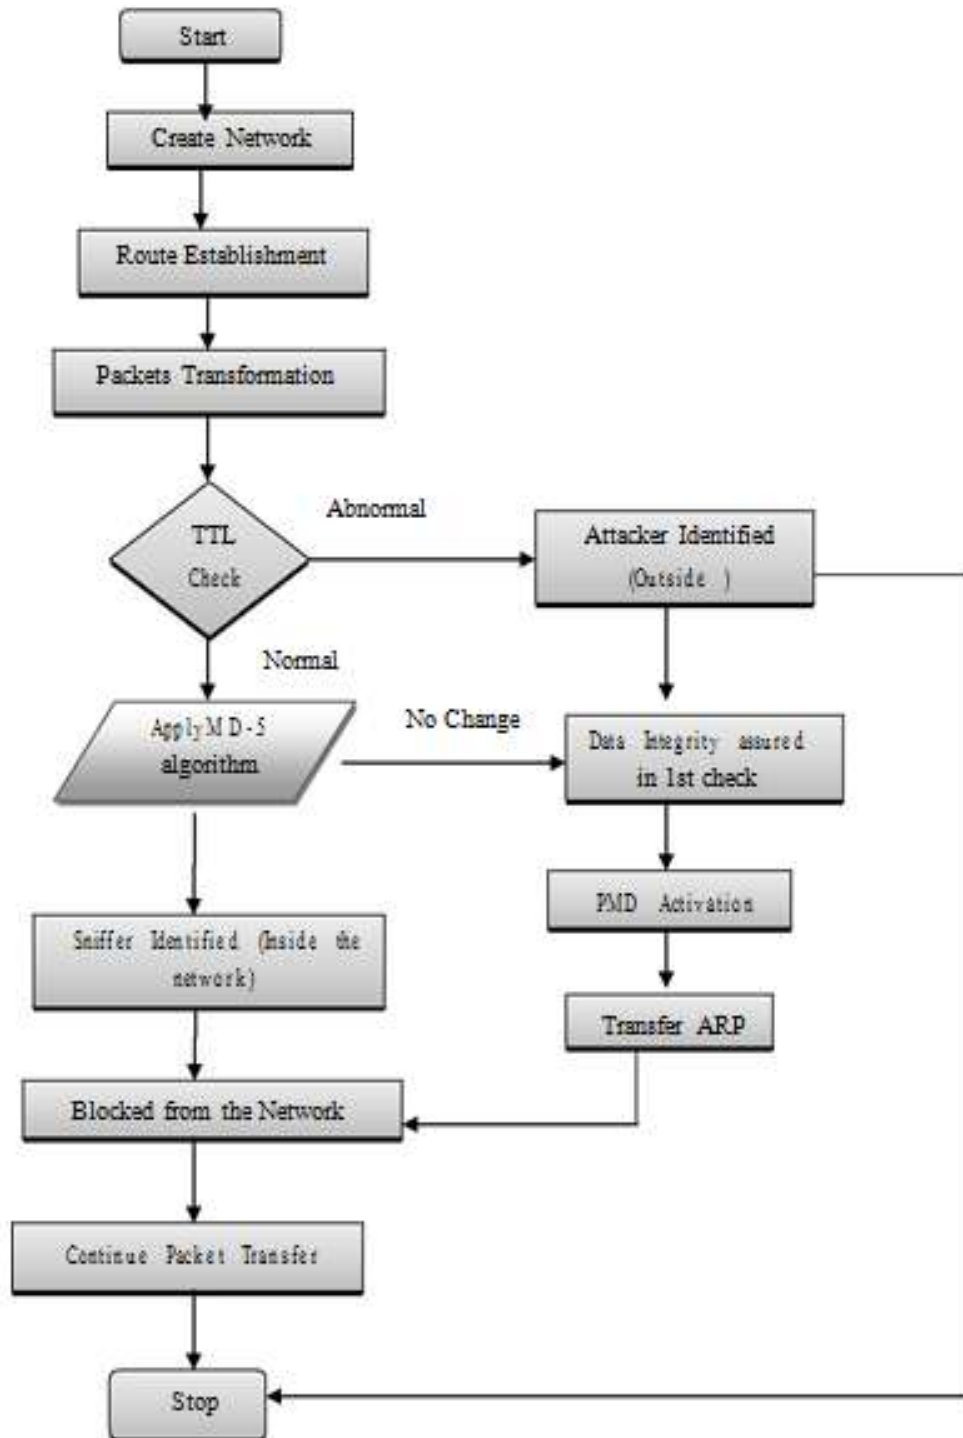 Start
Create Network
Route Establishment
Packets Transformation
TTL
Check
Abnormal
Attacker Identified
(Outside )
Normal
Apply MD-5
algorithm
No Change
Data Integrity assured
in 1st check
PMD Activation
Sniffer Identified (Inside the
network)
Transfer ARP
Blocked from the Network
Continue Packet Transfer
Stop